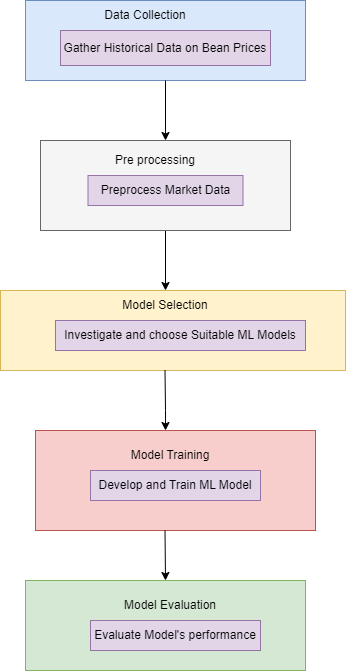 Data Collection
Gather Historical Data on Bean Prices
Pre processing
Preprocess Market Data
Model Selection
Investigate and choose Suitable ML Models
Model Training
Develop and Train ML Model
Model Evaluation
Evaluate Model's performance